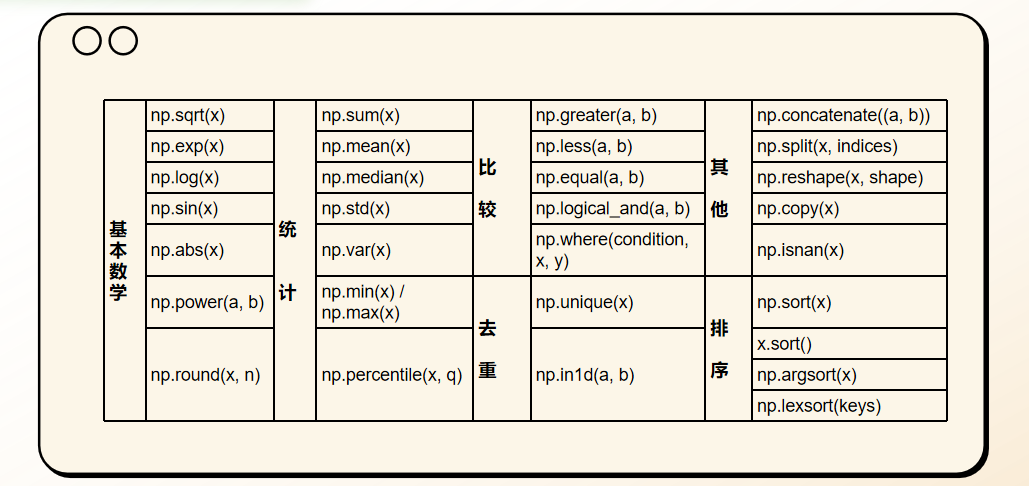 基本数学
np.sqrt(x)
np.exp(x)
np.log(x)
np.sin(x)
np.abs(x)
np.power(a, b)
np.round(x, n)
统计
np.sum(x)
np.mean(x)
np.median(x)
np.std(x)
np.var(x)
np.min(x) /
np.max(x)
np.percentile(x, q)
比较
np.greater(a, b)
np.less(a, b)
np.equal(a, b)
np.logical_and(a, b)
np.where(condition,
x, y)
去重
np.unique(x)
np.in1d(a, b)
其他
np.concatenate((a, b))
np.split(x, indices)
np.reshape(x, shape)
np.copy(x)
np.isnan(x)
排序
np.sort(x)
x.sort()
np.argsort(x)
np.lexsort(keys)